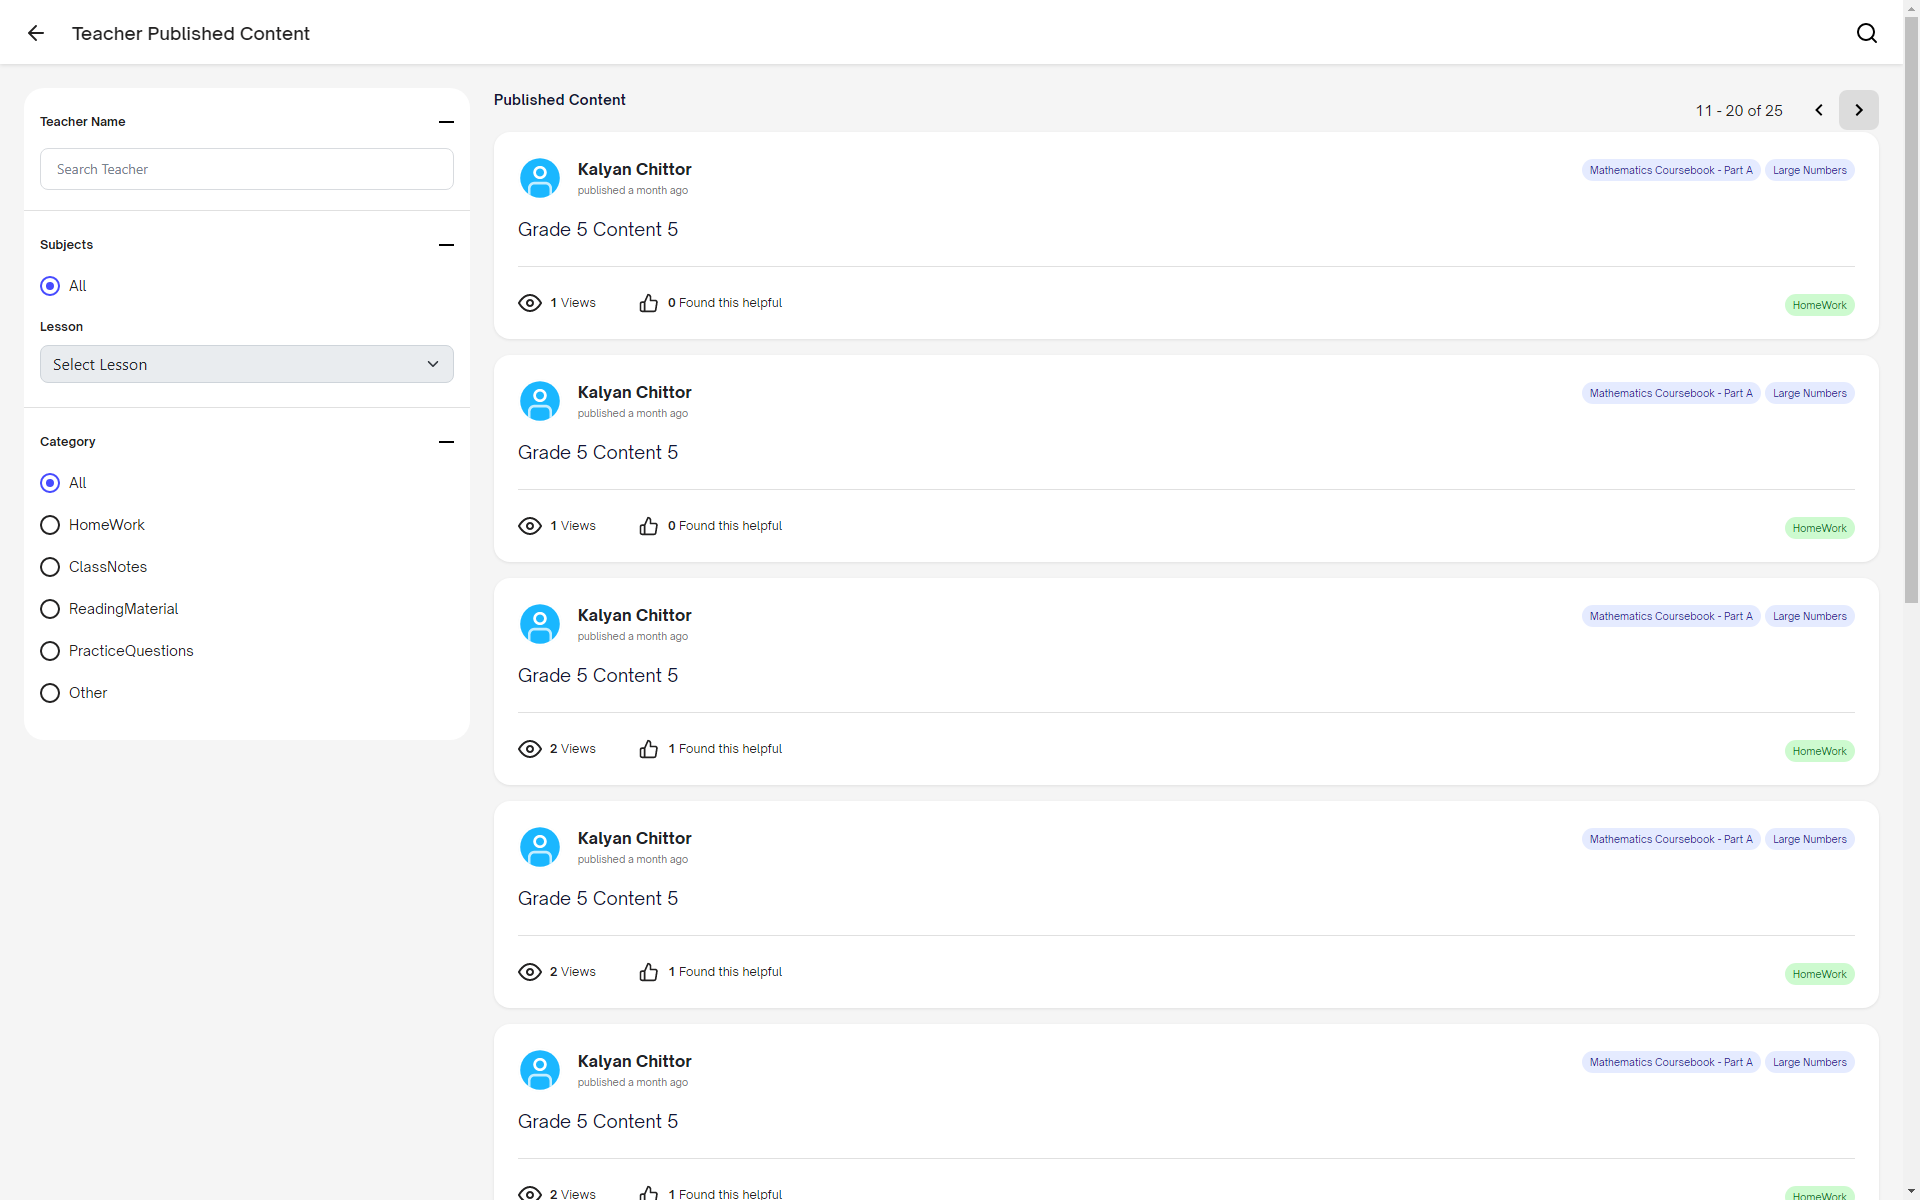 Teacher Published Content
Teacher Name
Search Teacher
Subjects
All
Lesson
Select Lesson
Category
All
HomeWork
ClassNotes
ReadingMaterial
PracticeQuestions
Other
Published Content
11 - 20 of 25
Kalyan Chittor
published a month ago
Mathematics Coursebook - Part A Large Numbers
Grade 5 Content 5
1 Views 0 Found this helpful
HomeWork
Kalyan Chittor
published a month ago
Mathematics Coursebook - Part A Large Numbers
Grade 5 Content 5
1 Views 0 Found this helpful
HomeWork
Kalyan Chittor
published a month ago
Mathematics Coursebook - Part A Large Numbers
Grade 5 Content 5
2 Views 1 Found this helpful
HomeWork
Kalyan Chittor
published a month ago
Mathematics Coursebook - Part A Large Numbers
Grade 5 Content 5
2 Views 1 Found this helpful
HomeWork
Kalyan Chittor
published a month ago
Mathematics Coursebook - Part A Large Numbers
Grade 5 Content 5
2 Views 1 Found this helpful
HomeWork